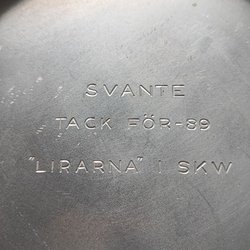 SVANTE
TACK FÖR-89
"LIRARNA" I SKW